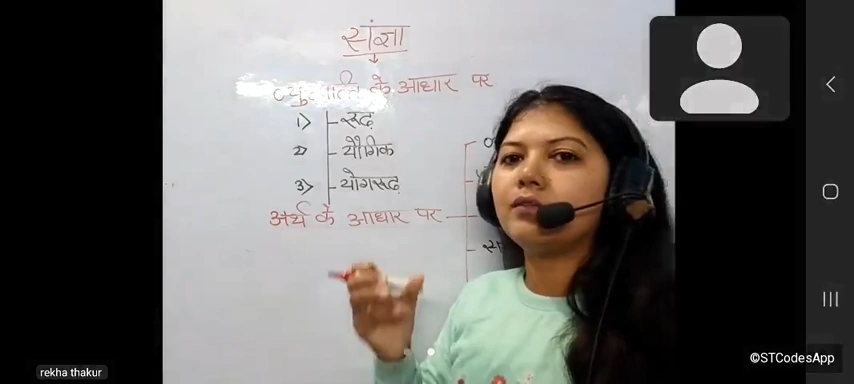 संज्ञा
व्युत्पत्ति के आधार पर
1) रूढ़
2) यौगिक
3) योगरूढ़
अर्थ के आधार पर
rekha thakur
©STCodesApp